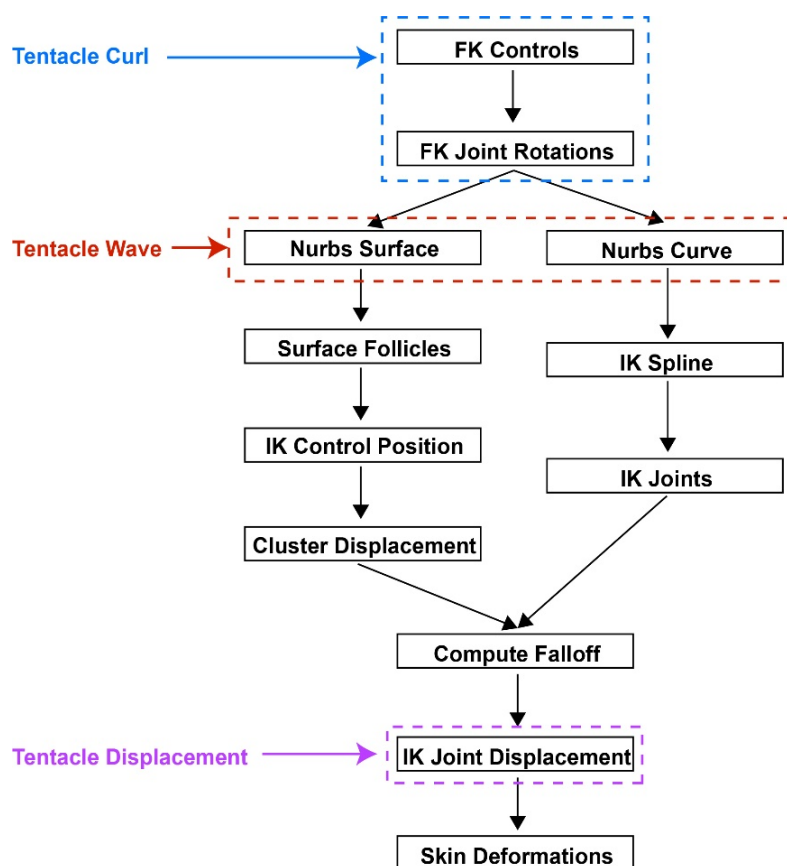 Tentacle Curl
FK Controls
FK Joint Rotations
Tentacle Wave
Nurbs Surface
Nurbs Curve
Surface Follicles
IK Spline
IK Control Position
IK Joints
Cluster Displacement
Compute Falloff
Tentacle Displacement
IK Joint Displacement
Skin Deformations